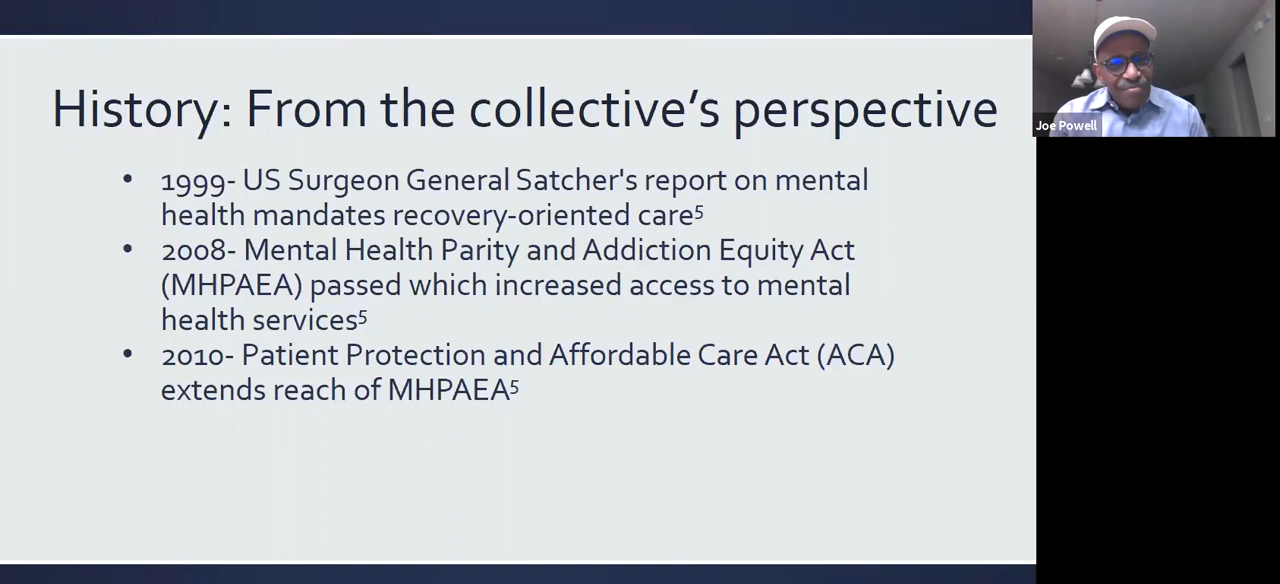 History: From the collective’s perspective
• 1999- US Surgeon General Satcher's report on mental
health mandates recovery-oriented care⁵
• 2008- Mental Health Parity and Addiction Equity Act
(MHPAEA) passed which increased access to mental
health services⁵
• 2010- Patient Protection and Affordable Care Act (ACA)
extends reach of MHPAEA⁵
Joe Powell